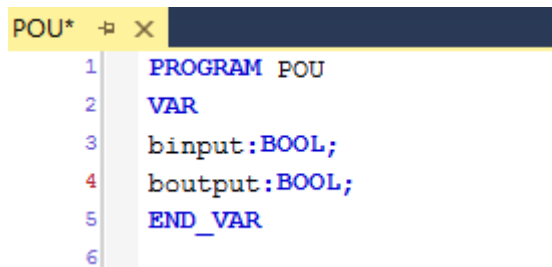 POU*
1 PROGRAM POU
2 VAR
3 binput:BOOL;
4 boutput:BOOL;
5 END_VAR
6